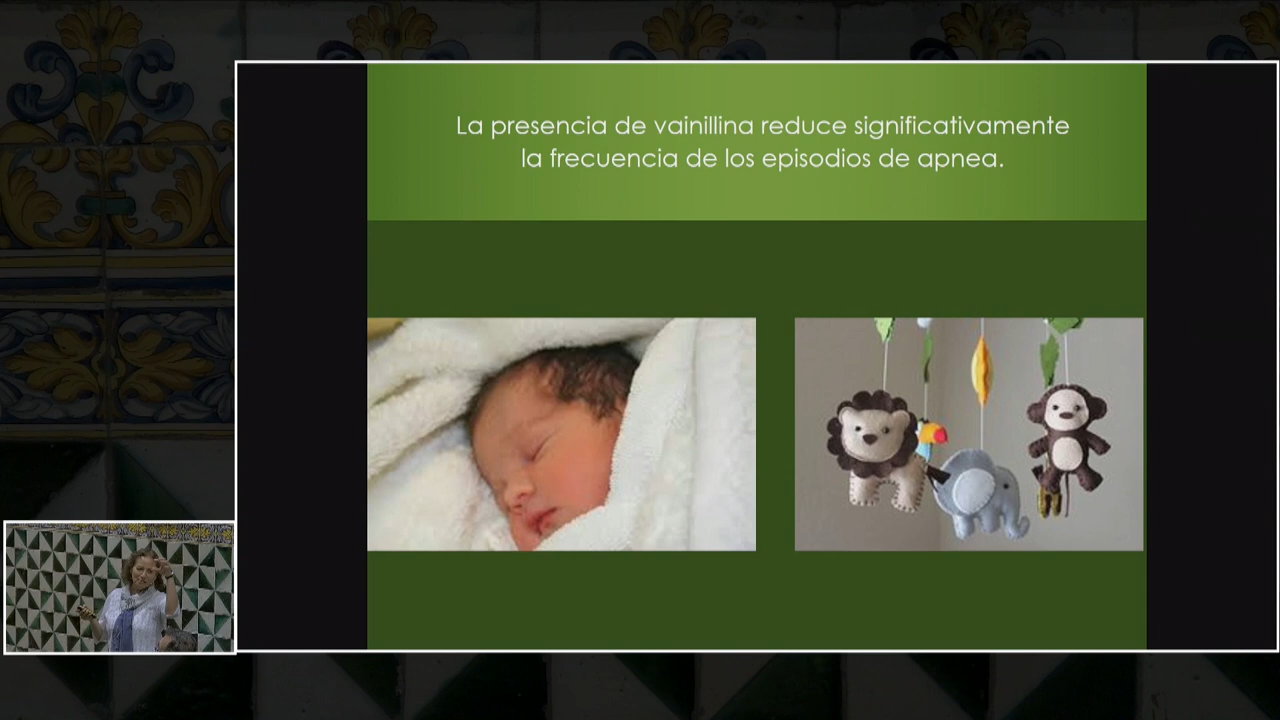 La presencia de vainillina reduce significativamente
la frecuencia de los episodios de apnea.